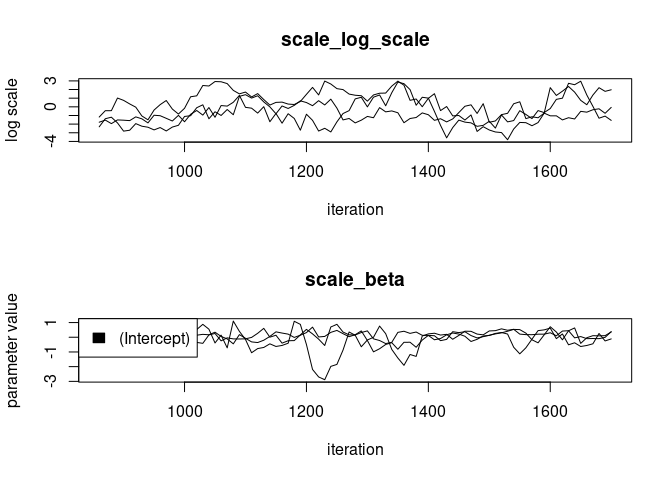 scale_log_scale
log scale
3
0
-4
1000 1200 1400 1600
iteration
scale_beta
parameter value
1
-1
-3
(Intercept)
1000 1200 1400 1600
iteration